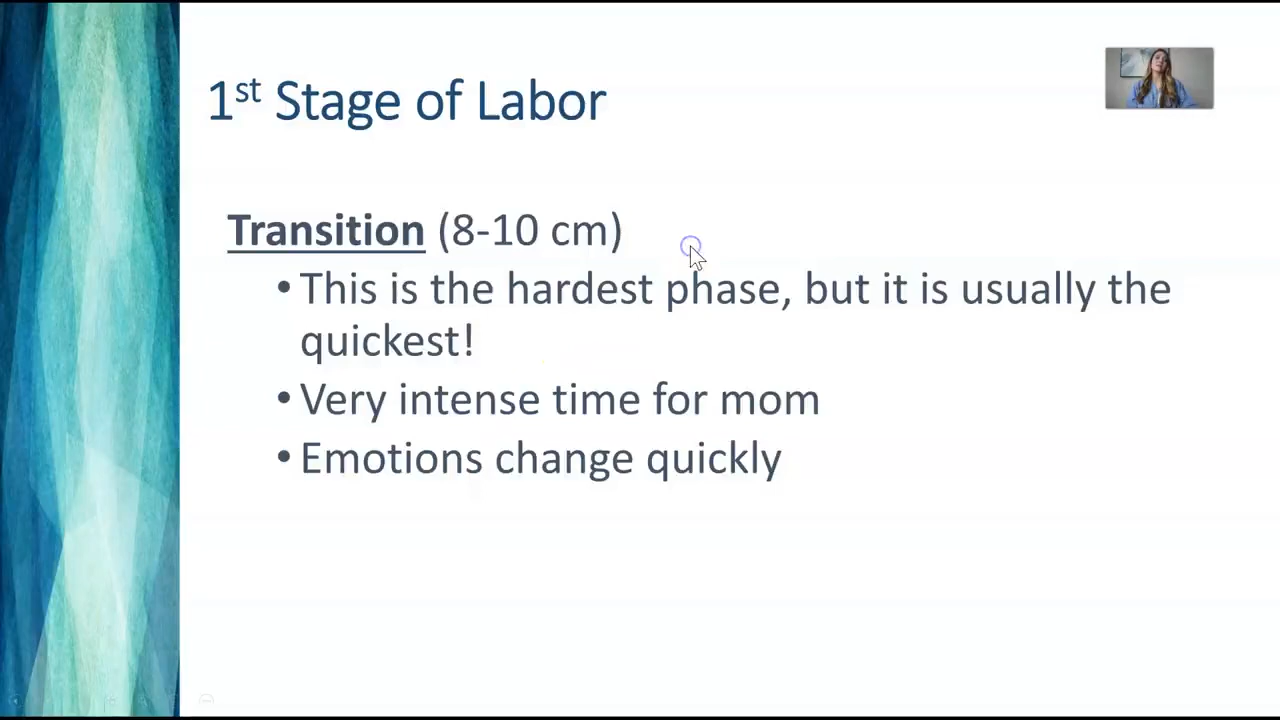 1st Stage of Labor
Transition (8-10 cm)
• This is the hardest phase, but it is usually the
quickest!
• Very intense time for mom
• Emotions change quickly